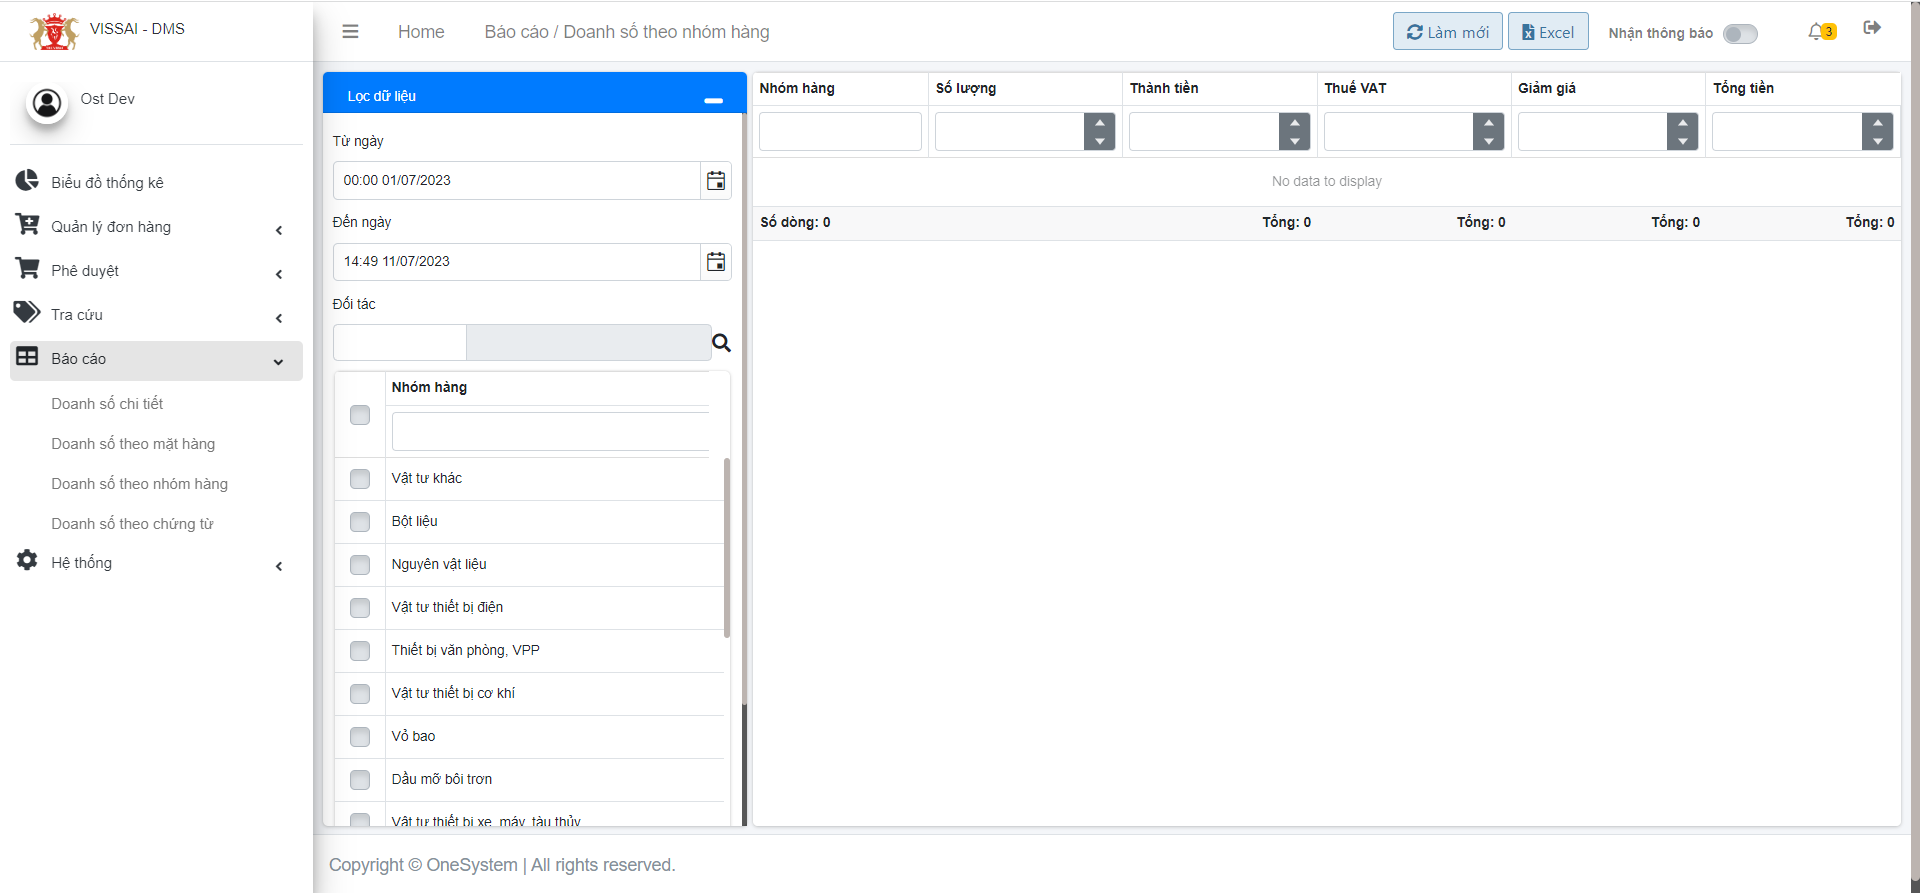 VISSAI - DMS
Ost Dev
Biểu đồ thống kê
Quản lý đơn hàng
Phê duyệt
Tra cứu
Báo cáo
Doanh số chi tiết
Doanh số theo mặt hàng
Doanh số theo nhóm hàng
Doanh số theo chứng từ
Hệ thống
Home
Báo cáo / Doanh số theo nhóm hàng
Làm mới
Excel
Nhận thông báo
3
Lọc dữ liệu
Từ ngày
00:00 01/07/2023
Đến ngày
14:49 11/07/2023
Đối tác
Nhóm hàng
Vật tư khác
Bột liệu
Nguyên vật liệu
Vật tư thiết bị điện
Thiết bị văn phòng, VPP
Vật tư thiết bị cơ khí
Vỏ bao
Dầu mỡ bôi trơn
Vật tư thiết bị xe, máy, tàu thủy
Nhóm hàng Số lượng Thành tiền Thuế VAT Giảm giá Tổng tiền
No data to display
Số dòng: 0 Tổng: 0 Tổng: 0 Tổng: 0 Tổng: 0
Copyright © OneSystem | All rights reserved.